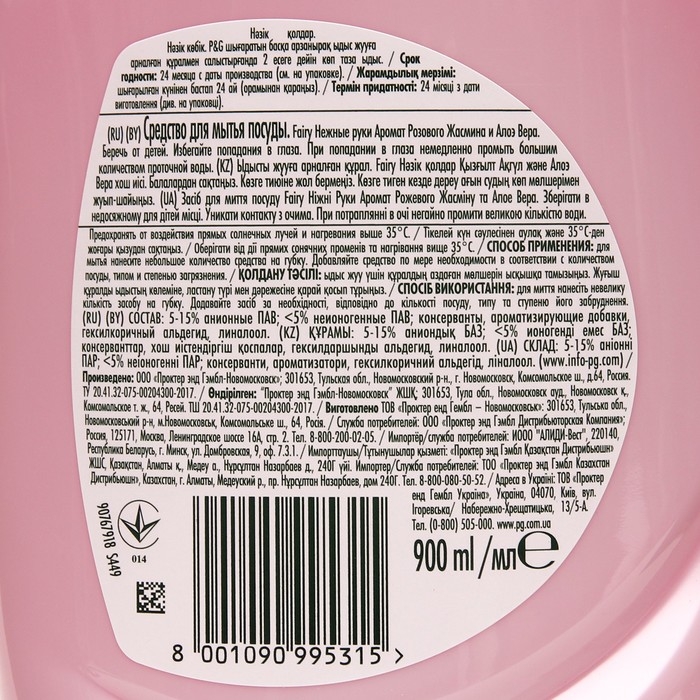 Нәзік қолдар.
Нәзік көбік. P&G шығаратын басқа арзанырақ ыдыс жууға
арналған құралмен салыстырғанда 2 есеге дейін көп таза ыдыс. / Срок
годности: 24 месяца с даты производства (см. на упаковке). / Жарамдылық мерзімі:
шығарылған күнінен бастап 24 ай (орамынан қараңыз). / Термін придатності: 24 місяці з дати
виготовлення (див. на упаковці).
(RU) (BY) Средство для мытья посуды. Fairy Нежные руки Аромат Розового Жасмина и Алоэ Вера.
Беречь от детей. Избегайте попадания в глаза. При попадании в глаза немедленно промыть большим
количеством проточной воды. (KZ) Ыдысты жууға арналған құрал. Fairy Нәзік қолдар Қызғылт Ақгүл және Алоэ
Вера хош иісі. Балалардан сақтаңыз. Көзге тиюіне жол бермеңіз. Көзге тиген кезде дереу ағын судың көп мөлшерімен
жуып-шайыңыз. (UA) Засіб для миття посуду Fairy Ніжні Руки Аромат Рожевого Жасміну та Алое Вера. Зберігати в
недосяжному для дітей місці. Уникати контакту з очима. При потраплянні в очі негайно промити великою кількістю води.
Предохранять от воздействия прямых солнечных лучей и нагревания выше 35°С. / Тікелей күн сәулесінен аулақ және 35°С-ден
жоғары қызудан сақтаңыз. / Оберігати від дії прямих сонячних променів та нагрівання вище 35°С. / СПОСОБ ПРИМЕНЕНИЯ: для
мытья нанесите небольшое количество средства на губку. Добавляйте средство по мере необходимости в соответствии с количеством
посуды, типом и степенью загрязнения. / ҚОЛДАНУ ТӘСІЛІ: ыдыс жуу үшін құралдың аздаған мөлшерін ысқышқа тамызыңыз. Жуғыш
құралды ыдыстың көлеміне, ластану түрі мен дәрежесіне қарай қосып тұрыңыз. / СПОСІБ ВИКОРИСТАННЯ: для миття нанесіть невелику
кількість засобу на губку. Додавайте засіб за необхідності, відповідно до кількості посуду, типу та ступеню його забруднення.
(RU) (BY) СОСТАВ: 5-15% анионные ПАВ; <5% неионогенные ПАВ; консерванты, ароматизирующие добавки,
гексилкоричный альдегид, линалоол. (KZ) ҚҰРАМЫ: 5-15% аниондық БАЗ; <5% ионогенді емес БАЗ;
консерванттар, хош иістендіргіш қоспалар, гексилдаршынды альдегид, линалоол. (UA) СКЛАД: 5-15% аніонні
ПАР; <5% неіоногенні ПАР; консерванти, ароматизатори, гексилкоричний альдегід, ліналоол. (www.info-pg.com) /
Произведено: ООО «Проктер энд Гэмбл-Новомосковск»; 301653, Тульская обл., Новомосковский р-н, г. Новомосковск, Комсомольское ш., д.64, Россия.
ТУ 20.41.32-075-00204300-2017. / Өндірілген: "Проктер энд Гэмбл-Новомосковск" ЖШҚ; 301653, Тула обл., Новомосковск ауд., Новомосковск қ.,
Комсомольское т. ж., 64, Ресей. ТШ 20.41.32-075-00204300-2017. / Виготовлено ТОВ «Проктер енд Гембл – Новомосковськ»: 301653, Тульська обл.,
Новомосковський р-н, м.Новомосковськ, Комсомольське ш., 64, Росія. / Служба потребителей: ООО «Проктер энд Гэмбл Дистрибьюторская Компания»;
Россия, 125171, Москва, Ленинградское шоссе 16А, стр. 2. Тел. 8-800-200-02-05. / Импортёр/служба потребителей: ИООО "АЛИДИ-Вест", 220140,
Республика Беларусь, г. Минск, ул. Домбровская, 9, оф. 7.3.1. / Импорттаушы/Тұтынушылар қызметі: «Проктер энд Гэмбл Казахстан Дистрибьюшн»
ЖШС, Қазақстан, Алматы қ., Медеу а., Нұрсұлтан Назарбаев д., 240Г үйі. Импортер/Служба потребителей: ТОО «Проктер энд Гэмбл Казахстан
Дистрибьюшн», Казахстан, г. Алматы, Медеуский р., пр. Нурсултан Назарбаев, дом 240Г. Тел. 8-800-080-50-52. / Адреса в Україні: ТОВ «Проктер
енд Гембл Україна», Україна, 04070, Київ, вул.
Ігоревська/ Набережно-Хрещатицька, 13/5-А.
Тел. (0-800) 505-000. www.pg.com.ua
90767918 S449
014
900 ml/мл e
8 001090 995315 >